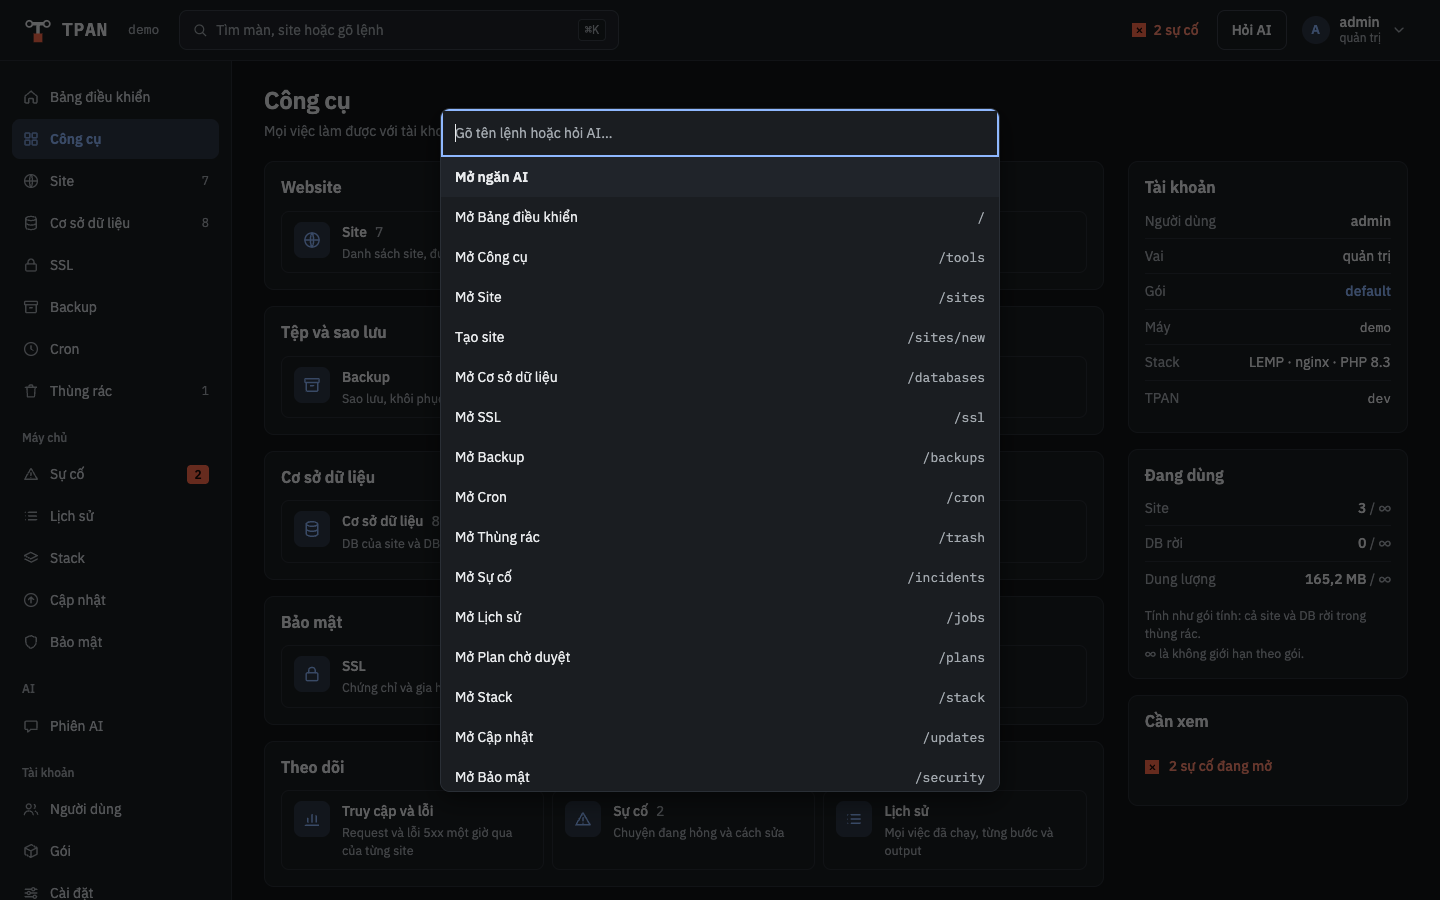 TPAN
demo
Tìm màn, site hoặc gõ lệnh
⌘K
2 sự cố
Hỏi AI
A
admin
quản trị
Bảng điều khiển
Công cụ
Site 7
Cơ sở dữ liệu 8
SSL
Backup
Cron
Thùng rác 1
Máy chủ
Sự cố 2
Lịch sử
Stack
Cập nhật
Bảo mật
AI
Phiên AI
Tài khoản
Người dùng
Gói
Cài đặt
Công cụ
Mọi việc làm được với tài
Website
Site 7
Danh sách site,
Tệp và sao lưu
Backup
Sao lưu, khôi
Cơ sở dữ liệu
Cơ sở dữ liệu 8
DB của site và DB
Bảo mật
SSL
Chứng chỉ và gia
Theo dõi
Truy cập và lỗi
Request và lỗi 5xx một giờ qua
của từng site
Sự cố 2
Chuyện đang hỏng và cách sửa
Lịch sử
Mọi việc đã chạy, từng bước và
output
Gõ tên lệnh hoặc hỏi AI...
Mở ngăn AI
Mở Bảng điều khiển /
Mở Công cụ /tools
Mở Site /sites
Tạo site /sites/new
Mở Cơ sở dữ liệu /databases
Mở SSL /ssl
Mở Backup /backups
Mở Cron /cron
Mở Thùng rác /trash
Mở Sự cố /incidents
Mở Lịch sử /jobs
Mở Plan chờ duyệt /plans
Mở Stack /stack
Mở Cập nhật /updates
Mở Bảo mật /security
Tài khoản
Người dùng admin
Vai quản trị
Gói default
Máy demo
Stack LEMP · nginx · PHP 8.3
TPAN dev
Đang dùng
Site 3 / ∞
DB rời 0 / ∞
Dung lượng 165,2 MB / ∞
Tính như gói tính: cả site và DB rời trong
thùng rác.
∞ là không giới hạn theo gói.
Cần xem
2 sự cố đang mở